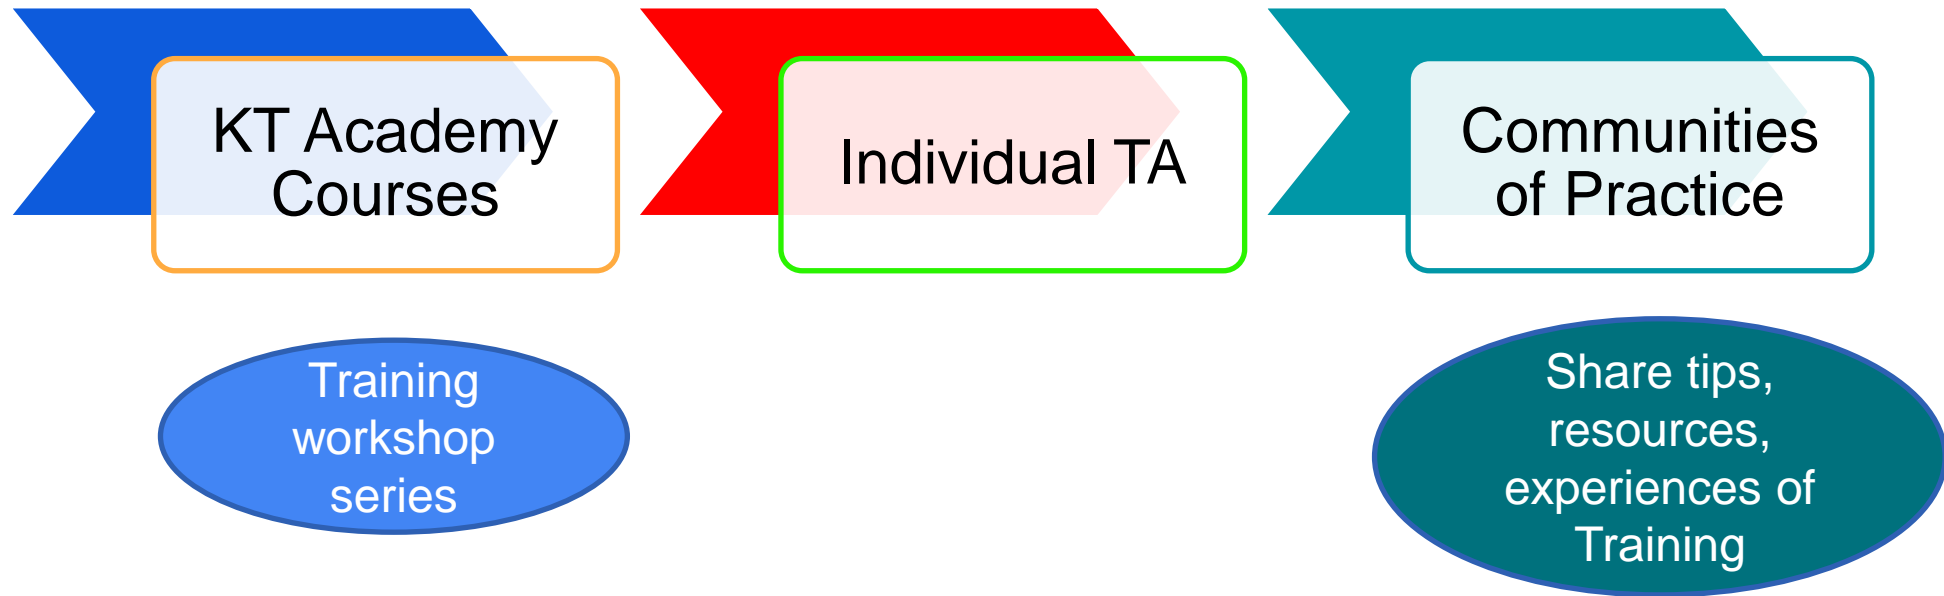 KT Academy
Courses
Individual TA
Communities
of Practice
Training
workshop
series
Share tips,
resources,
experiences of
Training